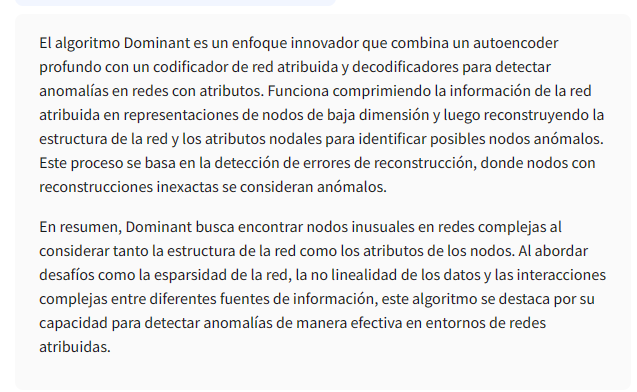 El algoritmo Dominant es un enfoque innovador que combina un autoencoder
profundo con un codificador de red atribuida y decodificadores para detectar
anomalías en redes con atributos. Funciona comprimiendo la información de la red
atribuida en representaciones de nodos de baja dimensión y luego reconstruyendo la
estructura de la red y los atributos nodales para identificar posibles nodos anómalos.
Este proceso se basa en la detección de errores de reconstrucción, donde nodos con
reconstrucciones inexactas se consideran anómalos.
En resumen, Dominant busca encontrar nodos inusuales en redes complejas al
considerar tanto la estructura de la red como los atributos de los nodos. Al abordar
desafíos como la esparsidad de la red, la no linealidad de los datos y las interacciones
complejas entre diferentes fuentes de información, este algoritmo se destaca por su
capacidad para detectar anomalías de manera efectiva en entornos de redes
atribuidas.